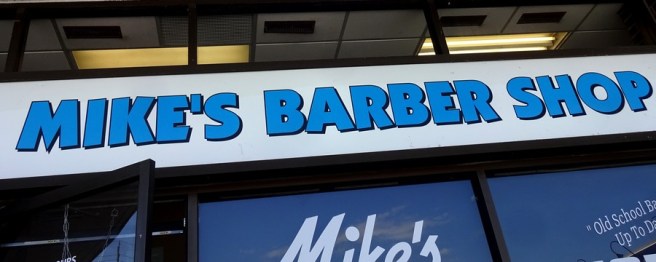 MIKE'S BARBER SHOP
Mike's
"Old School
Up To